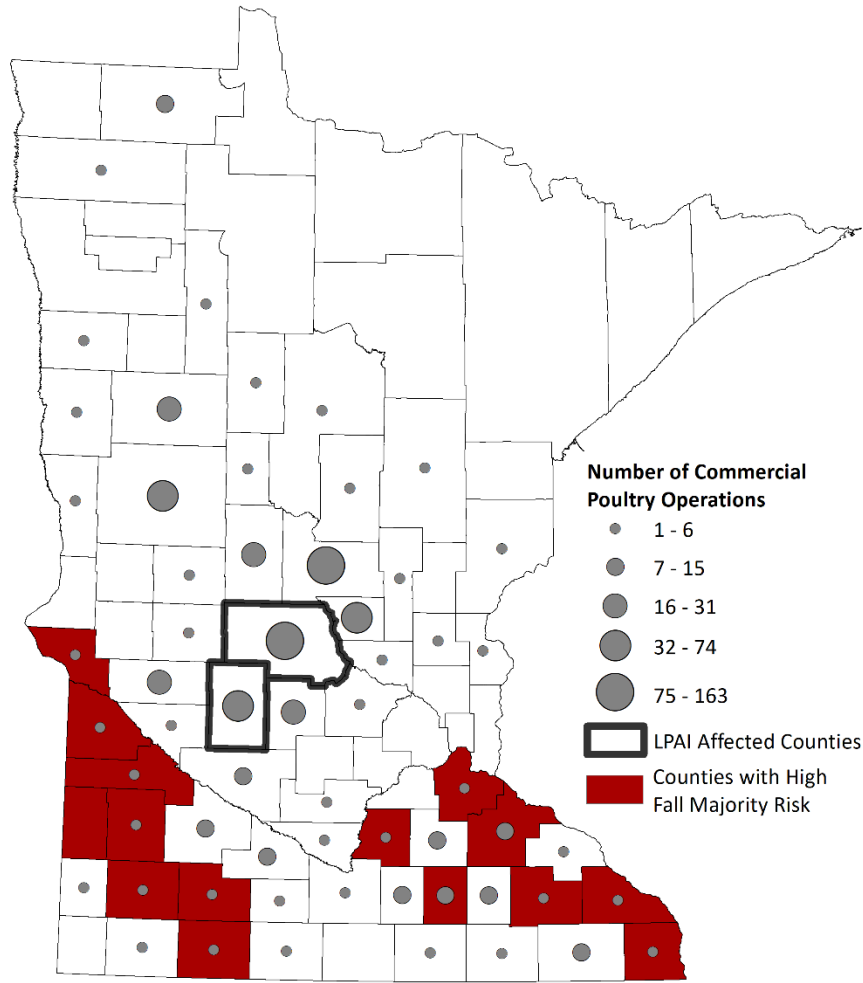 Number of Commercial
Poultry Operations
1 - 6
7 - 15
16 - 31
32 - 74
75 - 163
LPAI Affected Counties
Counties with High
Fall Majority Risk